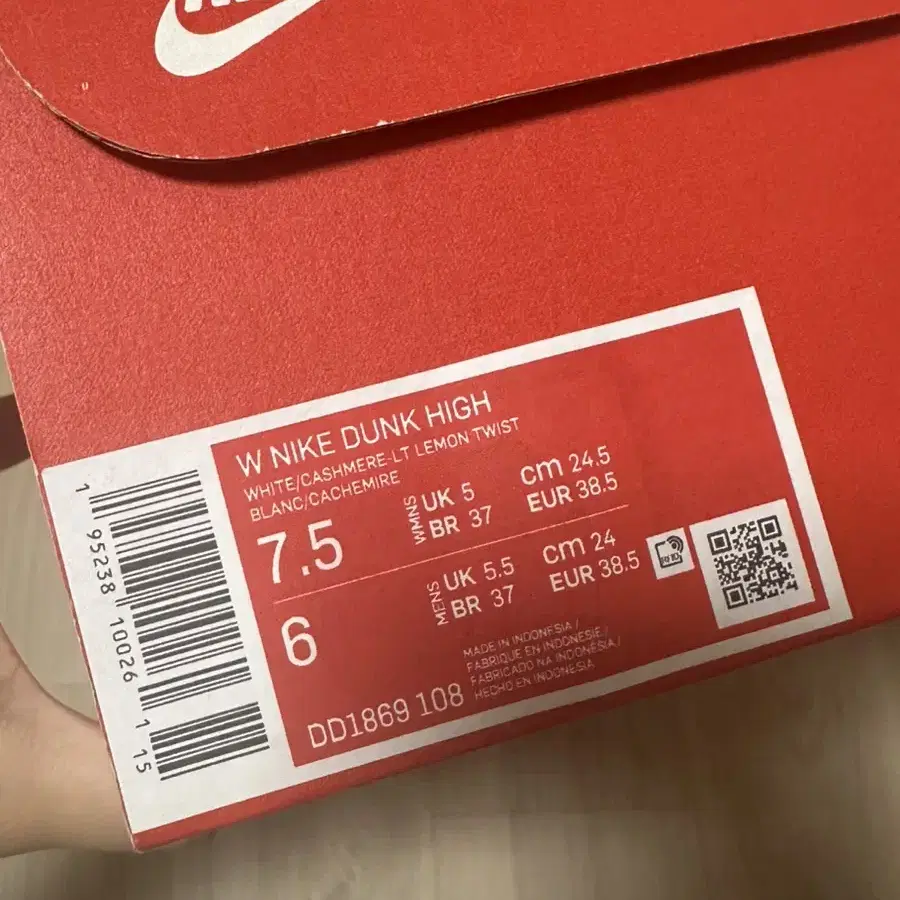 W NIKE DUNK HIGH
WHITE/CASHMERE-LT LEMON TWIST
BLANC/CACHEMIRE
7.5
WMNS
UK 5
BR 37
cm 24.5
EUR 38.5
6
MENS
UK 5.5
BR 37
cm 24
EUR 38.5
RFID
MADE IN INDONESIA /
FABRIQUE EN INDONESIE /
FABRICADO NA INDONÉSIA /
HECHO EN INDONESIA
DD1869 108
1 95238 10026 1 15